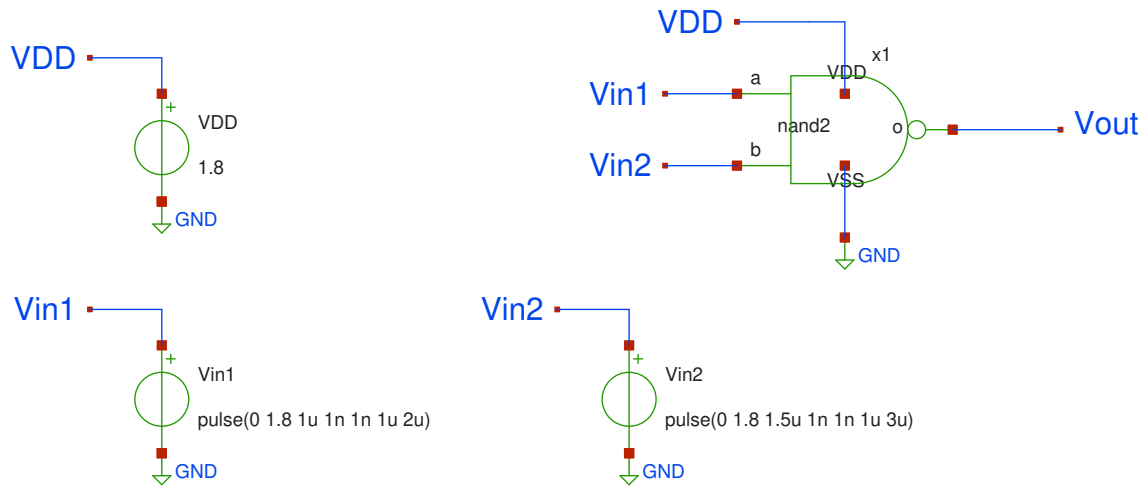 VDD
VDD
x1
VDD
+
VDD
1.8
GND
Vin1
a
nand2
o
Vout
Vin2
b
VSS
GND
Vin1
+
Vin1
pulse(0 1.8 1u 1n 1n 1u 2u)
GND
Vin2
+
Vin2
pulse(0 1.8 1.5u 1n 1n 1u 3u)
GND